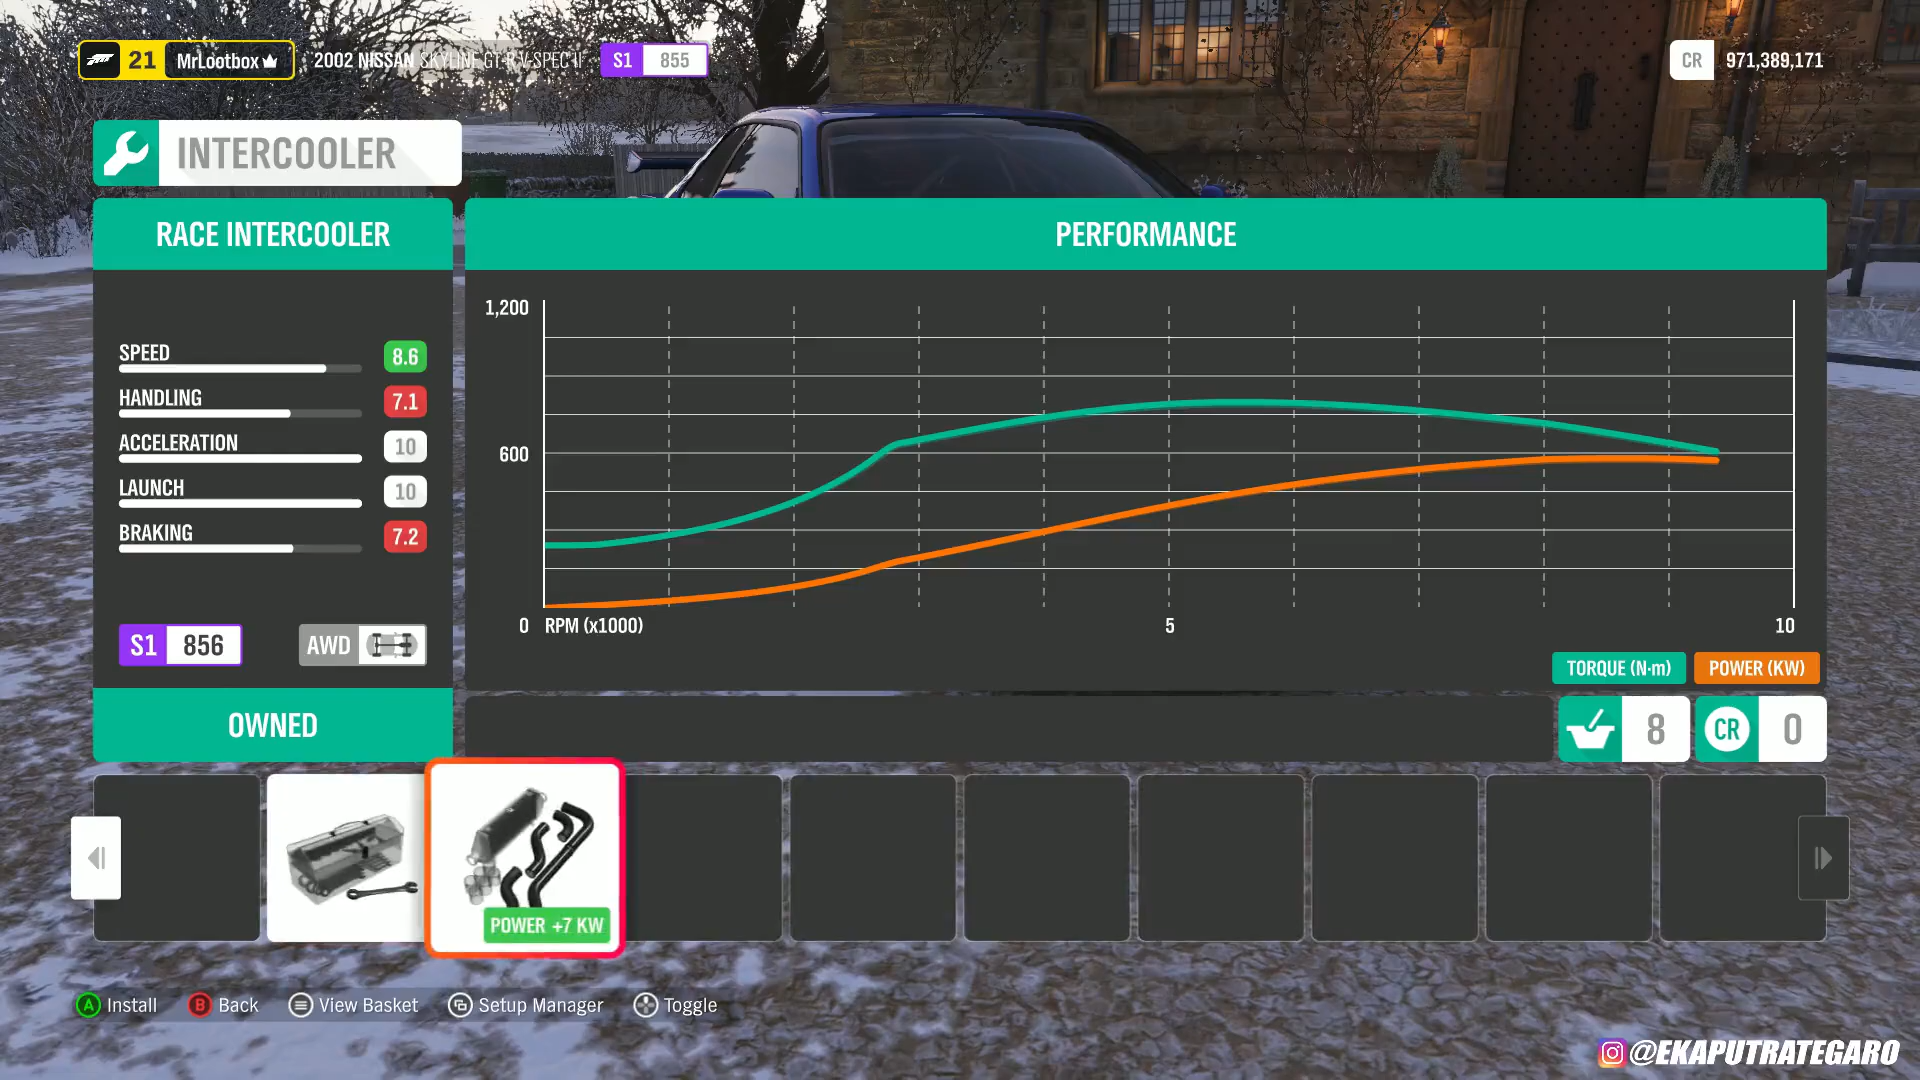 21 MrLootbox 2002 NISSAN SKYLINE GT-R V-SPEC II S1 855
CR 971,389,171
INTERCOOLER
RACE INTERCOOLER
PERFORMANCE
SPEED 8.6
HANDLING 7.1
ACCELERATION 10
LAUNCH 10
BRAKING 7.2
S1 856 AWD
OWNED
1,200
600
0 RPM (x1000) 5 10
TORQUE (N·m) POWER (KW)
8 CR 0
POWER +7 KW
A Install B Back View Basket Setup Manager Toggle
@EKAPUTRATEGARO